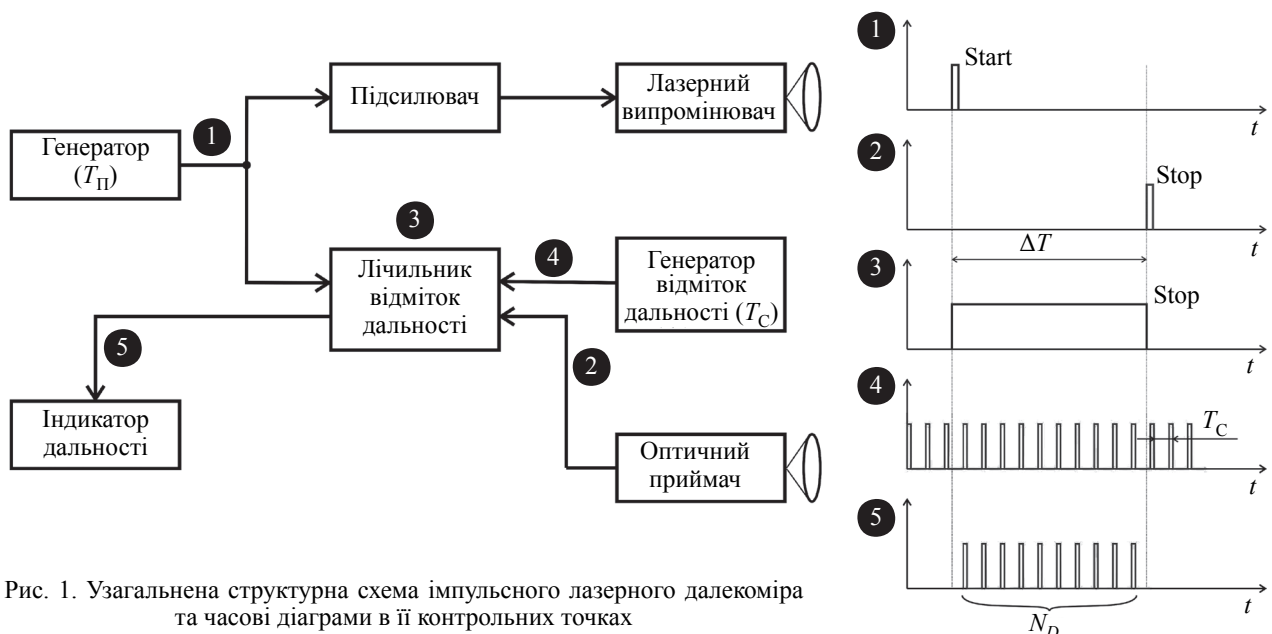 Генератор
(TП)
1
Підсилювач
Лазерний
випромінювач
3
Лічильник
відміток
дальності
4
Генератор
відміток
дальності (TС)
5
2
Індикатор
дальності
Оптичний
приймач
1
Start
t
2
Stop
t
ΔT
3
Stop
t
4
TС
t
5
t
ND
Рис. 1. Узагальнена структурна схема імпульсного лазерного далекоміра
та часові діаграми в її контрольних точках